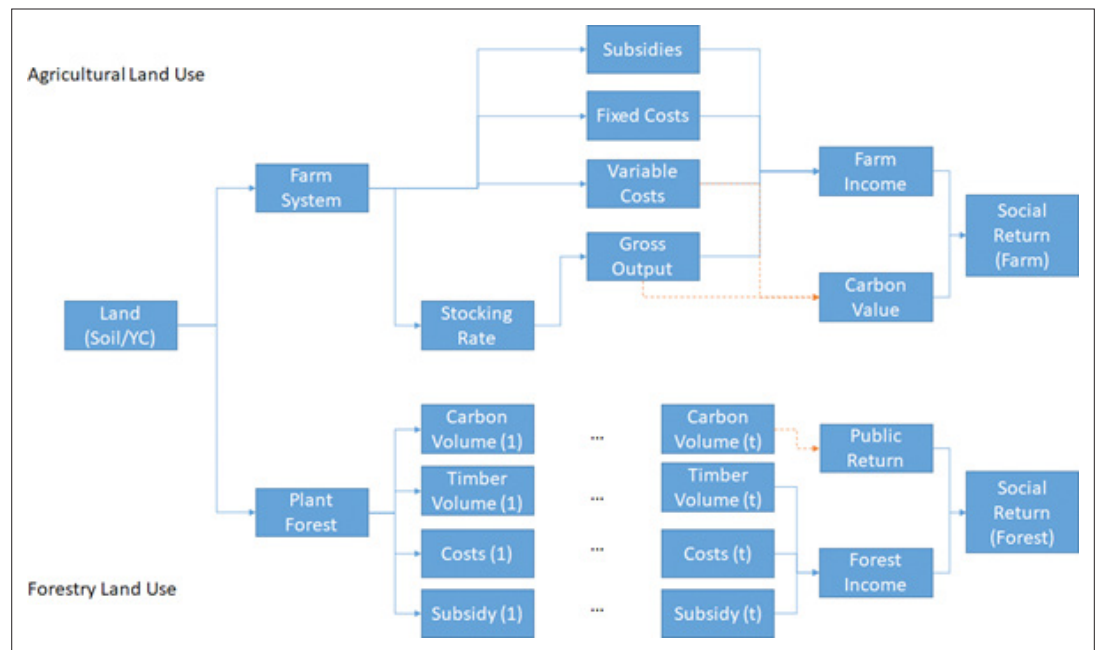 Agricultural Land Use
Subsidies
Fixed Costs
Farm
System
Variable
Costs
Farm
Income
Gross
Output
Social
Return
(Farm)
Land
(Soil/YC)
Stocking
Rate
Carbon
Value
Carbon
Volume (1)
...
Carbon
Volume (t)
Public
Return
Plant
Forest
Timber
Volume (1)
...
Timber
Volume (t)
Social
Return
(Forest)
Costs (1)
...
Costs (t)
Forest
Income
Forestry Land Use
Subsidy (1)
...
Subsidy (t)